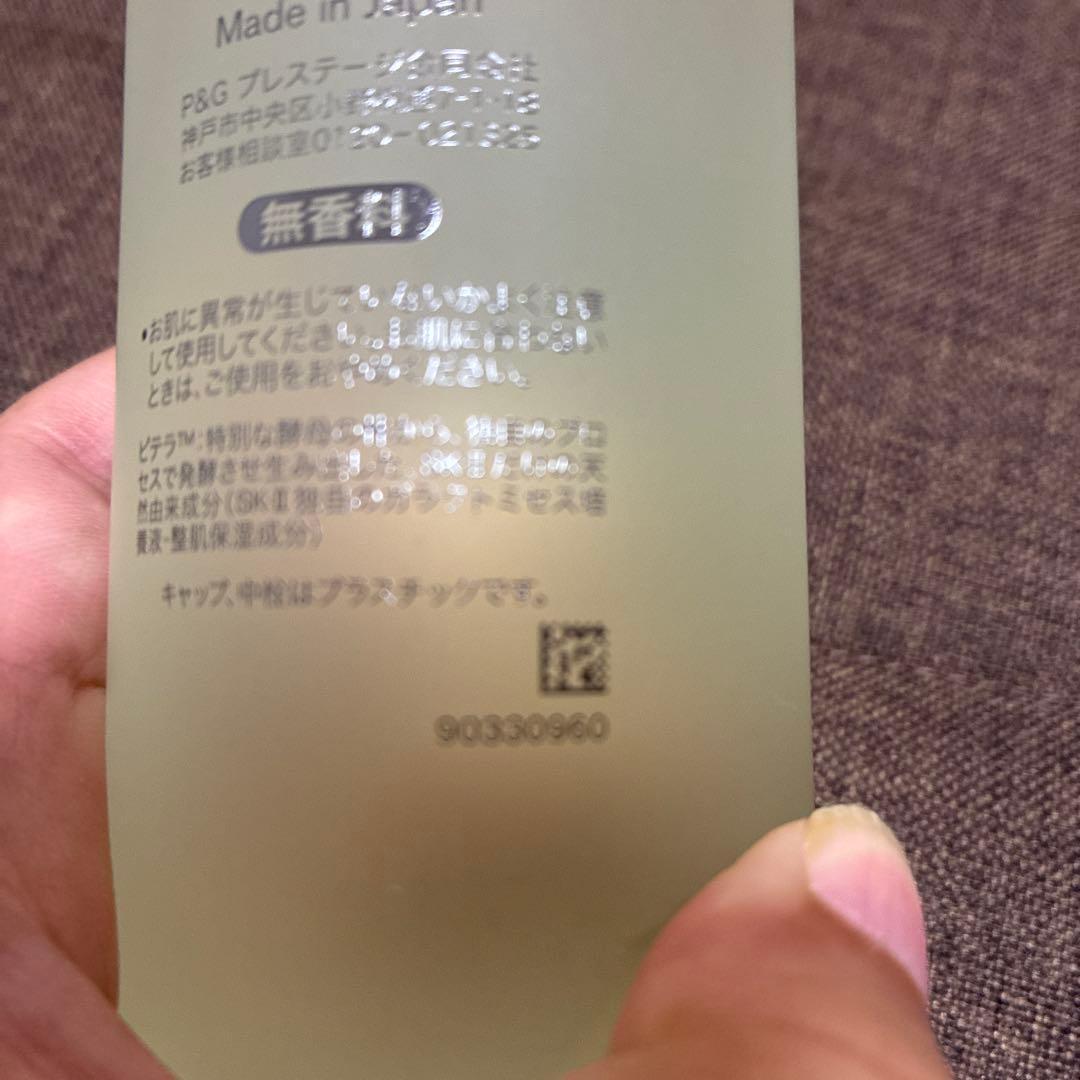 Made in Japan
P&G プレステージ合同会社
神戸市中央区小野柄通7-1-18
お客様相談室0120-021325
無香料
•お肌に異常が生じていないかよく注意
して使用してください。お肌に合わない
ときは、ご使用をおやめください。
ピテラ™:特別な酵母の株から、独自のプロ
セスで発酵させ生み出した、SK-IIだけの天
然由来成分(SK-II独自のガラクトミセス培
養液-整肌保湿成分)
キャップ、中栓はプラスチックです。
90330960